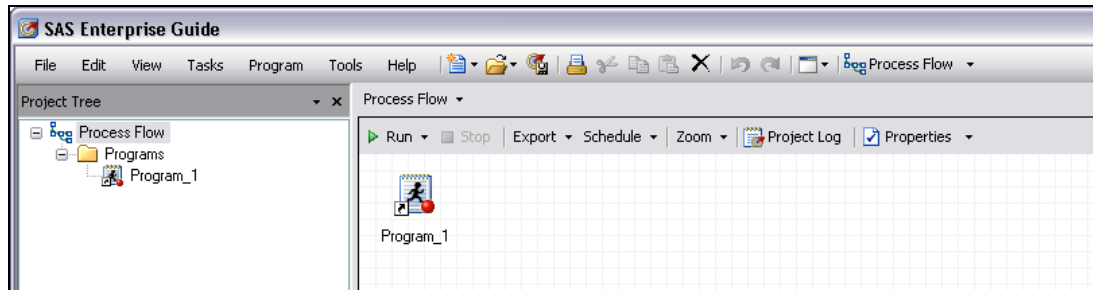 SAS Enterprise Guide
File Edit View Tasks Program Tools Help Process Flow
Project Tree
Process Flow
Run Stop Export Schedule Zoom Project Log Properties
Process Flow
Programs
Program_1
Program_1